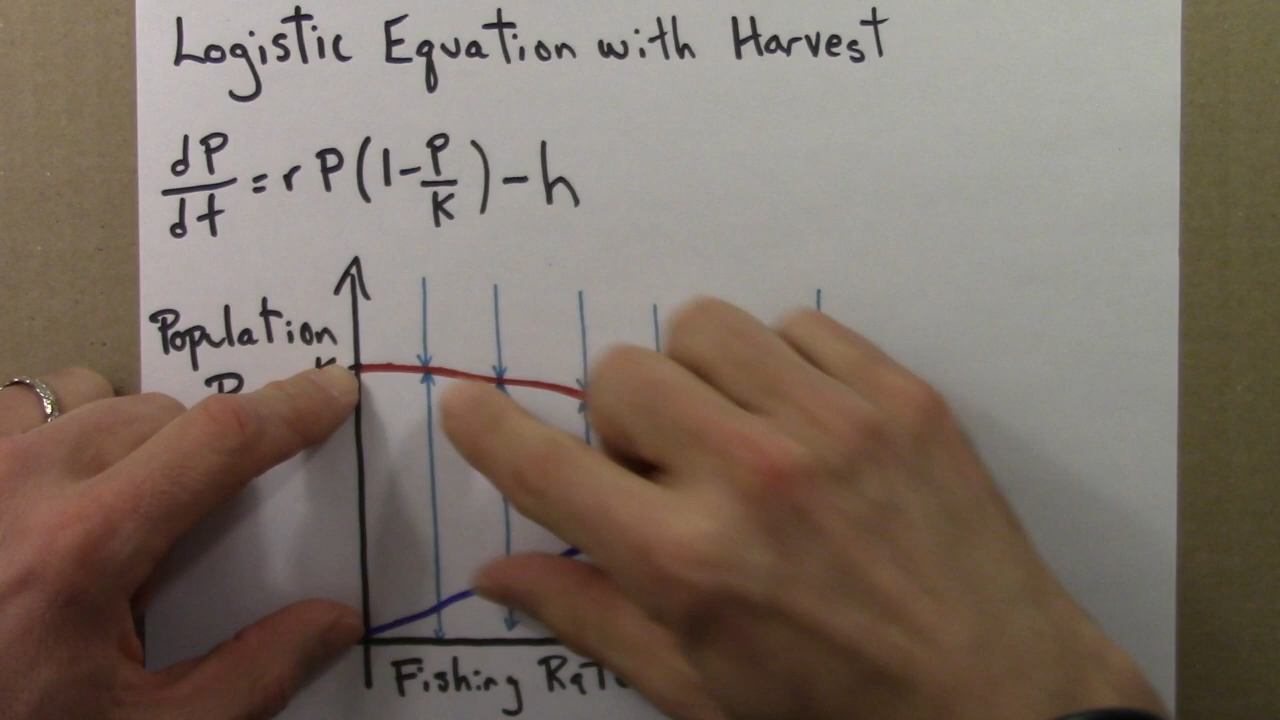 Logistic Equation with Harvest
dP/dt = rP(1-P/K)-h
Population
K
Fishing